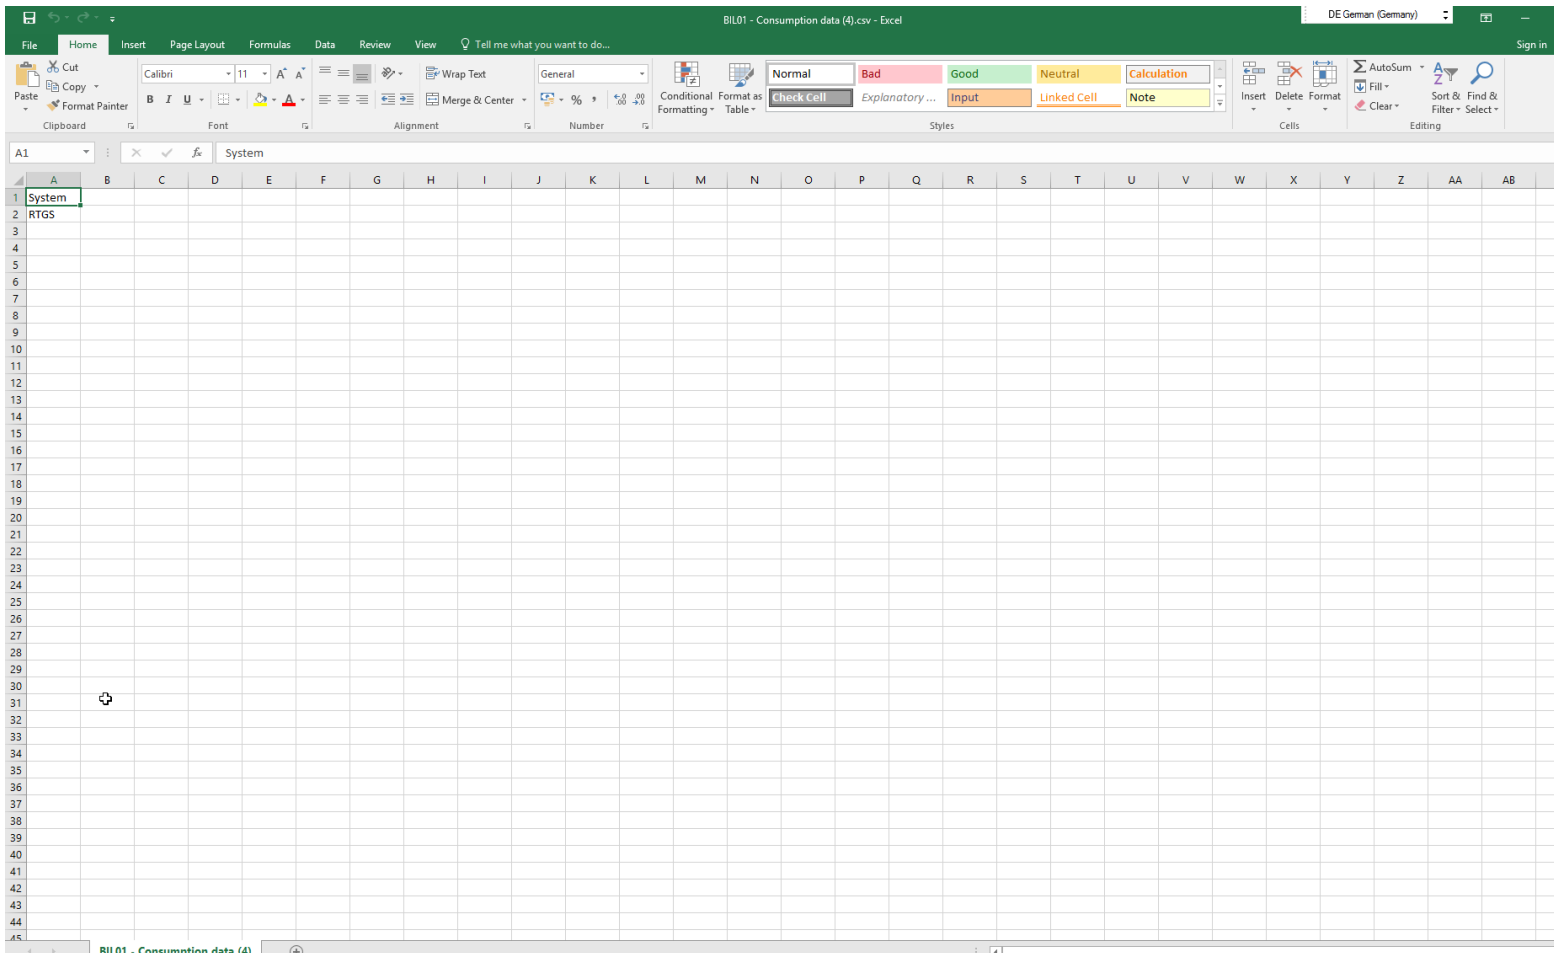 BIL01 - Consumption data (4).csv - Excel
DE German (Germany)
File Home Insert Page Layout Formulas Data Review View Tell me what you want to do... Sign in
Paste
Cut
Copy
Format Painter
Clipboard
Calibri 11 A A
B I U A
Font
Wrap Text
Merge & Center
Alignment
General
% , .00 .0
Number
Conditional Formatting
Format as Table
Normal Bad Good Neutral Calculation
Check Cell Explanatory ... Input Linked Cell Note
Styles
Insert Delete Format
Cells
AutoSum
Fill
Clear
Sort & Filter
Find & Select
Editing
A1 fx System
A B C D E F G H I J K L M N O P Q R S T U V W X Y Z AA AB
1 System
2 RTGS
3
4
5
6
7
8
9
10
11
12
13
14
15
16
17
18
19
20
21
22
23
24
25
26
27
28
29
30
31
32
33
34
35
36
37
38
39
40
41
42
43
44
45
BIL01 - Consumption data (4)